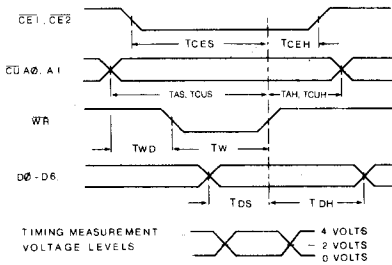 CE1, CE2
TCES
TCEH
CU AØ, A1
TAS, TCUS
TAH, TCUH
WR
TWD
TW
DØ - D6.
TDS
TDH
TIMING MEASUREMENT
VOLTAGE LEVELS
4 VOLTS
2 VOLTS
0 VOLTS